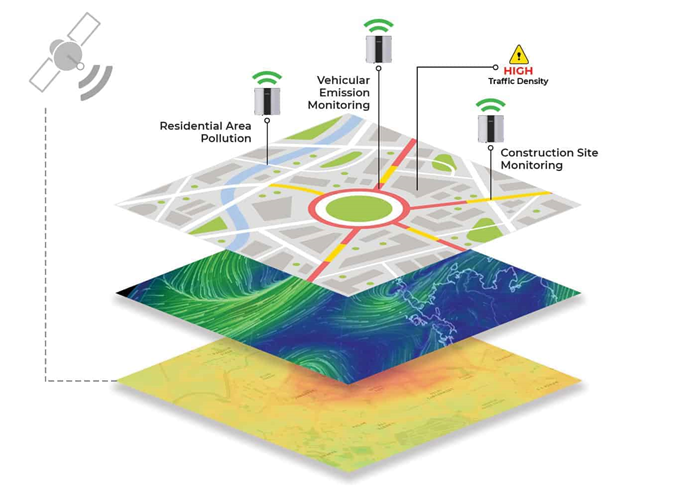 Vehicular
Emission
Monitoring
HIGH
Traffic Density
Residential Area
Pollution
Construction Site
Monitoring